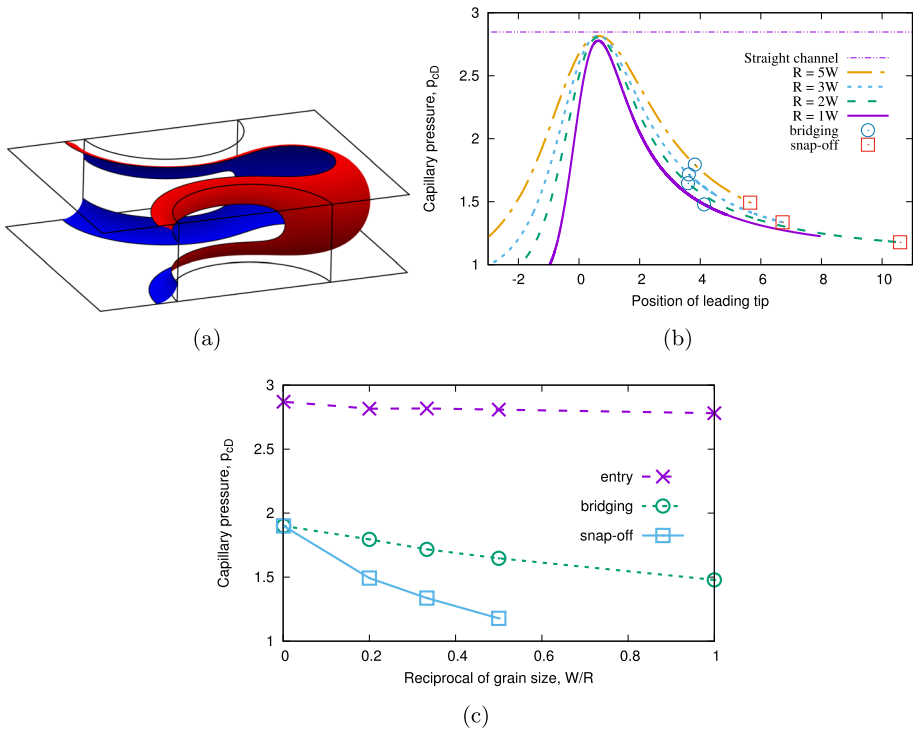 (a)
Capillary pressure, pcD
3
2.5
2
1.5
1
-2 0 2 4 6 8 10
Position of leading tip
Straight channel
R = 5W
R = 3W
R = 2W
R = 1W
bridging
snap-off
(b)
Capillary pressure, pcD
3
2.5
2
1.5
1
0 0.2 0.4 0.6 0.8 1
Reciprocal of grain size, W/R
entry
bridging
snap-off
(c)